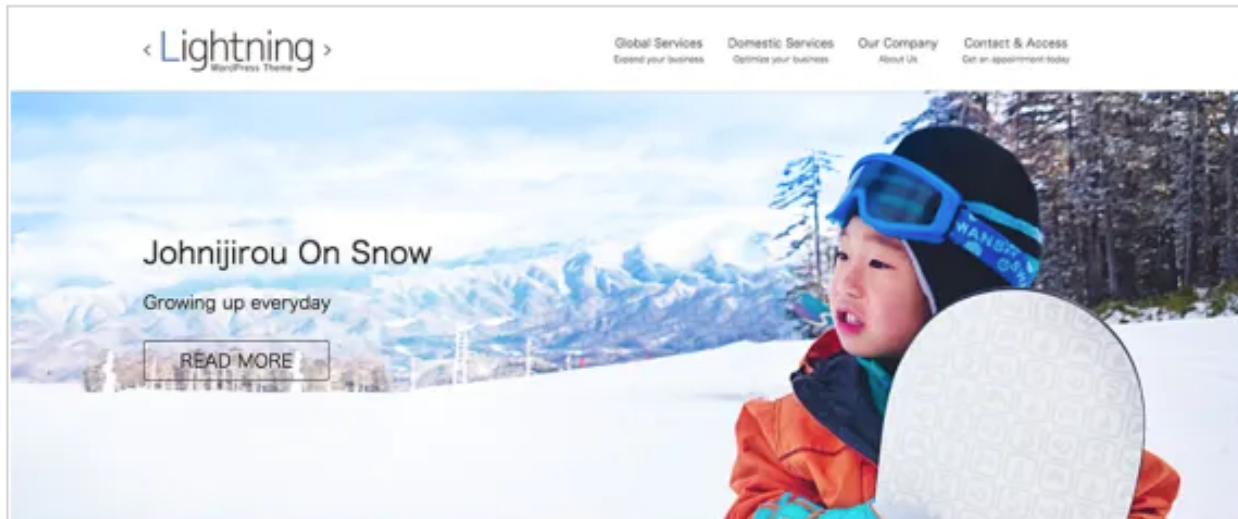 ‹ Lightning ›
WordPress Theme
Global Services Domestic Services Our Company Contact & Access
Expand your business Optimize your business About Us Get an appointment today
Johnijirou On Snow
Growing up everyday
READ MORE